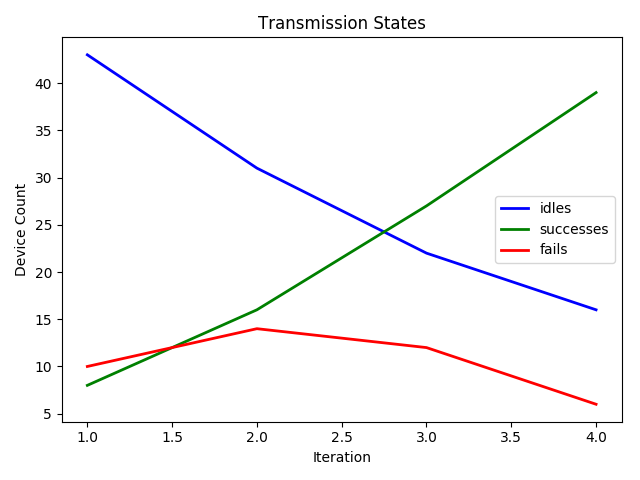 Transmission States
40
35
30
25
20
15
10
5
Device Count
idles
successes
fails
1.0 1.5 2.0 2.5 3.0 3.5 4.0
Iteration